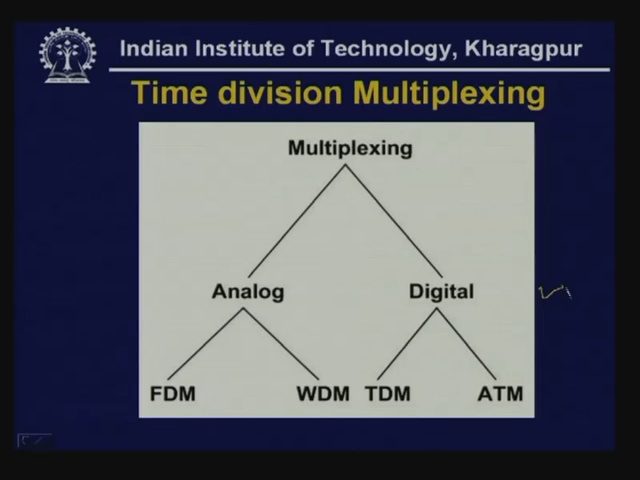 Indian Institute of Technology, Kharagpur
Time division Multiplexing
Multiplexing
Analog Digital
FDM WDM TDM ATM